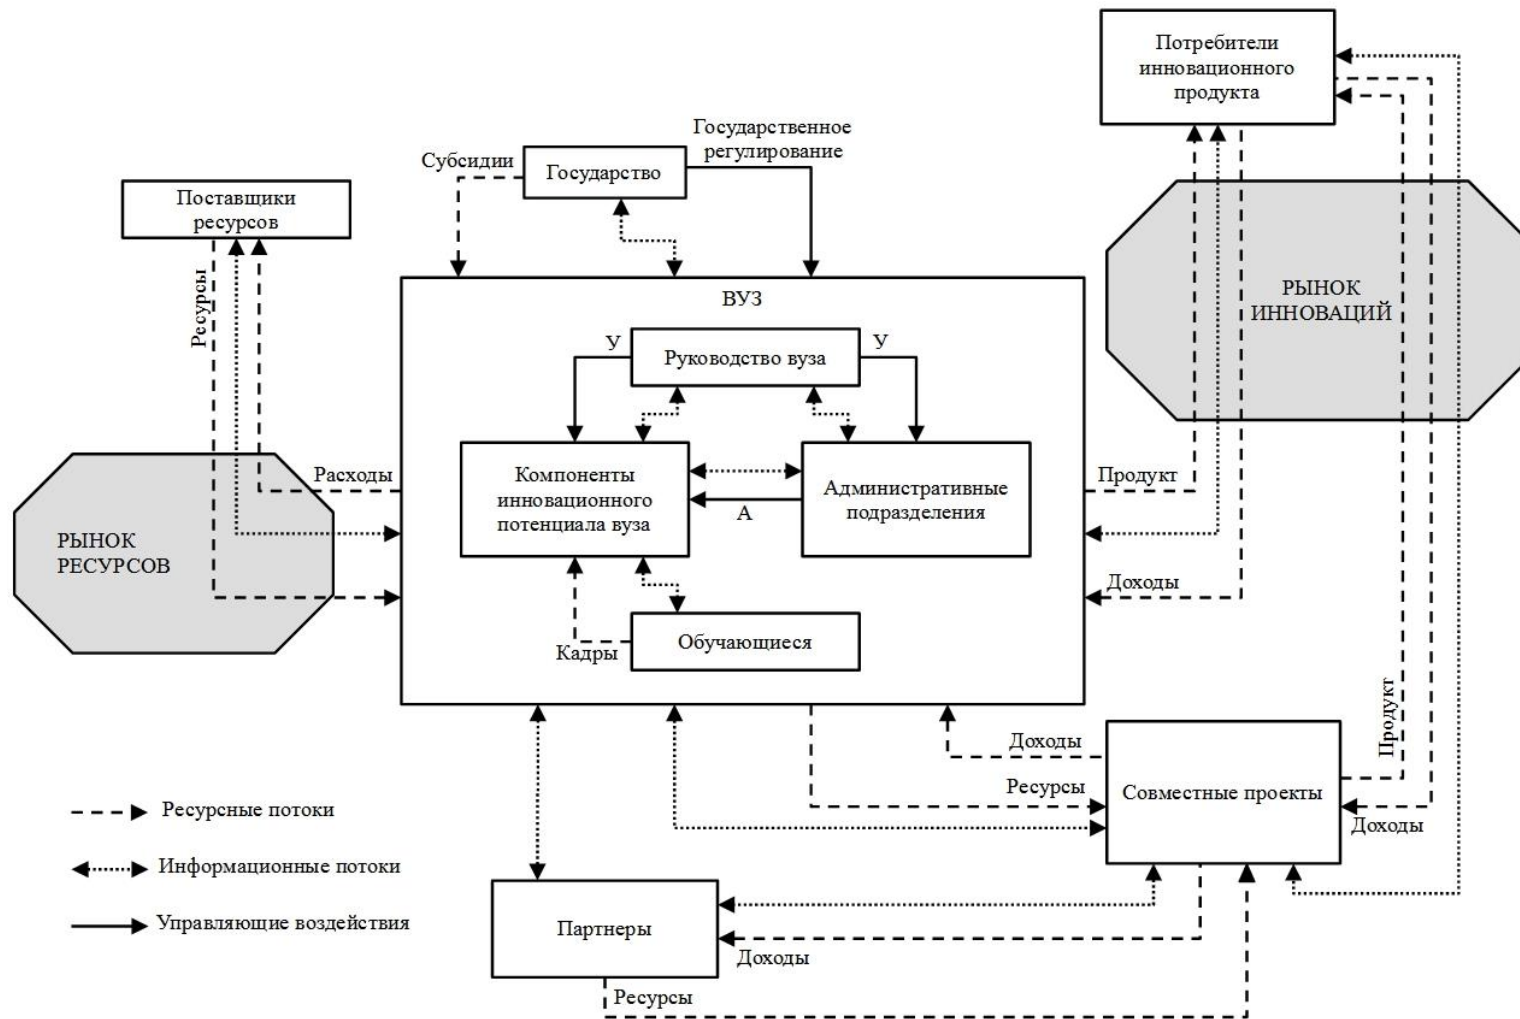 Потребители
инновационного
продукта
Государственное
регулирование
Субсидии
Государство
Поставщики
ресурсов
Ресурсы
РЫНОК
ИННОВАЦИЙ
ВУЗ
У
Руководство вуза
У
Расходы
Компоненты
инновационного
потенциала вуза
А
Административные
подразделения
Продукт
РЫНОК
РЕСУРСОВ
Доходы
Кадры
Обучающиеся
Продукт
Доходы
Ресурсы
Совместные проекты
Доходы
Ресурсные потоки
Информационные потоки
Управляющие воздействия
Партнеры
Доходы
Ресурсы